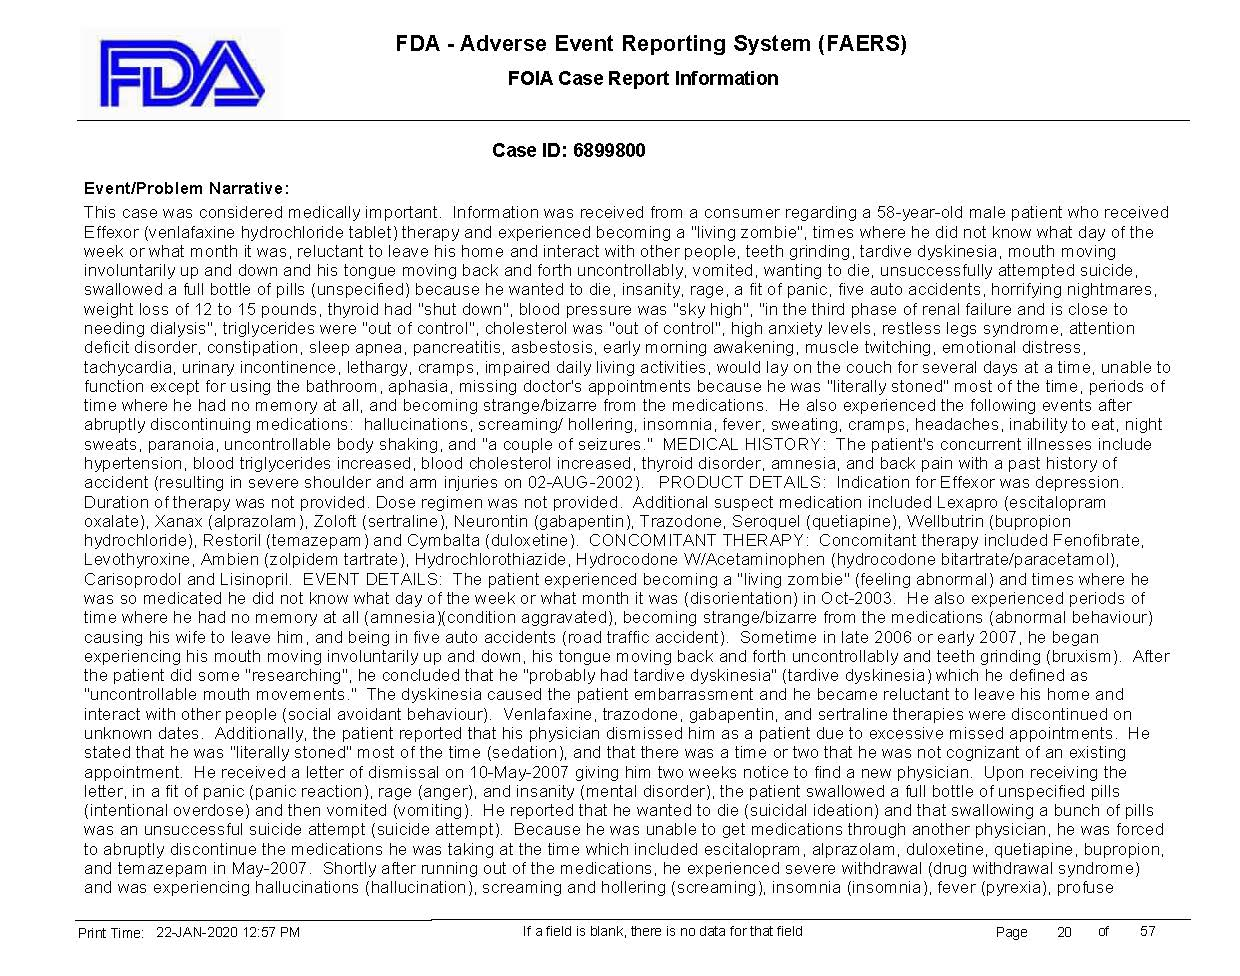 FDA
FDA - Adverse Event Reporting System (FAERS)
FOIA Case Report Information
Case ID: 6899800
Event/Problem Narrative:
This case was considered medically important.  Information was received from a consumer regarding a 58-year-old male patient who received
Effexor (venlafaxine hydrochloride tablet) therapy and experienced becoming a "living zombie", times where he did not know what day of the
week or what month it was, reluctant to leave his home and interact with other people, teeth grinding, tardive dyskinesia, mouth moving
involuntarily up and down and his tongue moving back and forth uncontrollably, vomited, wanting to die, unsuccessfully attempted suicide,
swallowed a full bottle of pills (unspecified) because he wanted to die, insanity, rage, a fit of panic, five auto accidents, horrifying nightmares,
weight loss of 12 to 15 pounds, thyroid had "shut down", blood pressure was "sky high", "in the third phase of renal failure and is close to
needing dialysis", triglycerides were "out of control", cholesterol was "out of control", high anxiety levels, restless legs syndrome, attention
deficit disorder, constipation, sleep apnea, pancreatitis, asbestosis, early morning awakening, muscle twitching, emotional distress,
tachycardia, urinary incontinence, lethargy, cramps, impaired daily living activities, would lay on the couch for several days at a time, unable to
function except for using the bathroom, aphasia, missing doctor's appointments because he was "literally stoned" most of the time, periods of
time where he had no memory at all, and becoming strange/bizarre from the medications.  He also experienced the following events after
abruptly discontinuing medications:  hallucinations, screaming/ hollering, insomnia, fever, sweating, cramps, headaches, inability to eat, night
sweats, paranoia, uncontrollable body shaking, and "a couple of seizures."  MEDICAL HISTORY:  The patient's concurrent illnesses include
hypertension, blood triglycerides increased, blood cholesterol increased, thyroid disorder, amnesia, and back pain with a past history of
accident (resulting in severe shoulder and arm injuries on 02-AUG-2002).   PRODUCT DETAILS:  Indication for Effexor was depression.
Duration of therapy was not provided. Dose regimen was not provided.  Additional suspect medication included Lexapro (escitalopram
oxalate), Xanax (alprazolam), Zoloft (sertraline), Neurontin (gabapentin), Trazodone, Seroquel (quetiapine), Wellbutrin (bupropion
hydrochloride), Restoril (temazepam) and Cymbalta (duloxetine).  CONCOMITANT THERAPY:  Concomitant therapy included Fenofibrate,
Levothyroxine, Ambien (zolpidem tartrate), Hydrochlorothiazide, Hydrocodone W/Acetaminophen (hydrocodone bitartrate/paracetamol),
Carisoprodol and Lisinopril.  EVENT DETAILS:  The patient experienced becoming a "living zombie" (feeling abnormal) and times where he
was so medicated he did not know what day of the week or what month it was (disorientation) in Oct-2003.  He also experienced periods of
time where he had no memory at all (amnesia)(condition aggravated), becoming strange/bizarre from the medications (abnormal behaviour)
causing his wife to leave him, and being in five auto accidents (road traffic accident).  Sometime in late 2006 or early 2007, he began
experiencing his mouth moving involuntarily up and down, his tongue moving back and forth uncontrollably and teeth grinding (bruxism).  After
the patient did some "researching", he concluded that he "probably had tardive dyskinesia" (tardive dyskinesia) which he defined as
"uncontrollable mouth movements."  The dyskinesia caused the patient embarrassment and he became reluctant to leave his home and
interact with other people (social avoidant behaviour).  Venlafaxine, trazodone, gabapentin, and sertraline therapies were discontinued on
unknown dates.  Additionally, the patient reported that his physician dismissed him as a patient due to excessive missed appointments.  He
stated that he was "literally stoned" most of the time (sedation), and that there was a time or two that he was not cognizant of an existing
appointment.  He received a letter of dismissal on 10-May-2007 giving him two weeks notice to find a new physician.  Upon receiving the
letter, in a fit of panic (panic reaction), rage (anger), and insanity (mental disorder), the patient swallowed a full bottle of unspecified pills
(intentional overdose) and then vomited (vomiting).  He reported that he wanted to die (suicidal ideation) and that swallowing a bunch of pills
was an unsuccessful suicide attempt (suicide attempt).  Because he was unable to get medications through another physician, he was forced
to abruptly discontinue the medications he was taking at the time which included escitalopram, alprazolam, duloxetine, quetiapine, bupropion,
and temazepam in May-2007.  Shortly after running out of the medications, he experienced severe withdrawal (drug withdrawal syndrome)
and was experiencing hallucinations (hallucination), screaming and hollering (screaming), insomnia (insomnia), fever (pyrexia), profuse
Print Time:   22-JAN-2020 12:57 PM
If a field is blank, there is no data for that field
Page 20 of 57